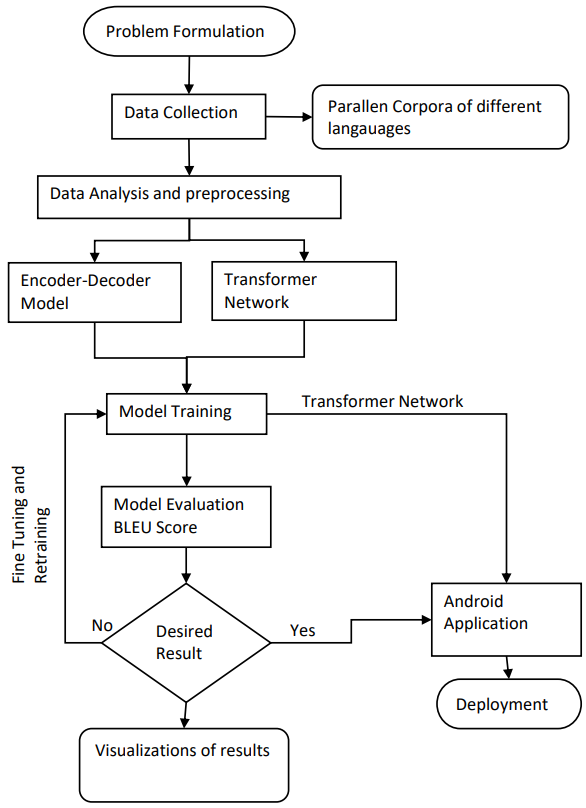 Problem Formulation
Data Collection
Parallen Corpora of different
langauages
Data Analysis and preprocessing
Encoder-Decoder
Model
Transformer
Network
Model Training
Transformer Network
Fine Tuning and
Retraining
Model Evaluation
BLEU Score
No
Desired
Result
Yes
Android
Application
Deployment
Visualizations of results